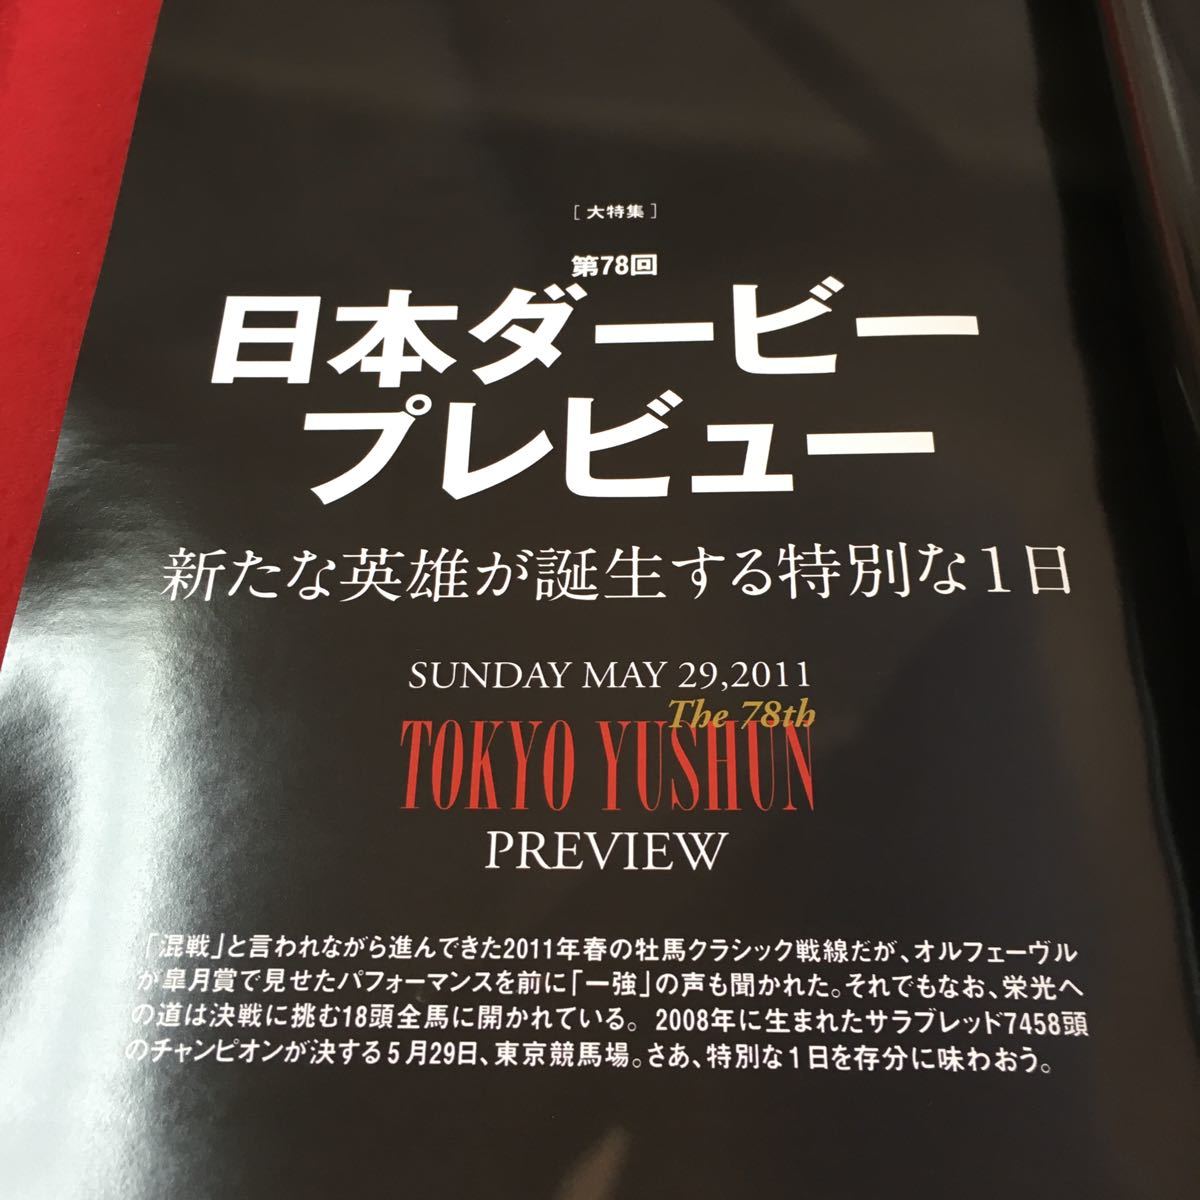 [大特集]
第78回
日本ダービー
プレビュー
新たな英雄が誕生する特別な1日
SUNDAY MAY 29,2011
The 78th
TOKYO YUSHUN
PREVIEW
「混戦」と言われながら進んできた2011年春の牡馬クラシック戦線だが、オルフェーヴル
が皐月賞で見せたパフォーマンスを前に「一強」の声も聞かれた。それでもなお、栄光へ
の道は決戦に挑む18頭全馬に開かれている。2008年に生まれたサラブレッド7458頭
のチャンピオンが決する5月29日、東京競馬場。さあ、特別な1日を存分に味わおう。